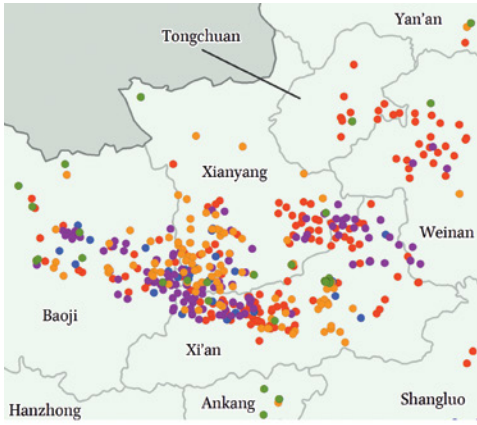 Yan'an
Tongchuan
Xianyang
Weinan
Baoji
Xi'an
Hanzhong
Ankang
Shangluo